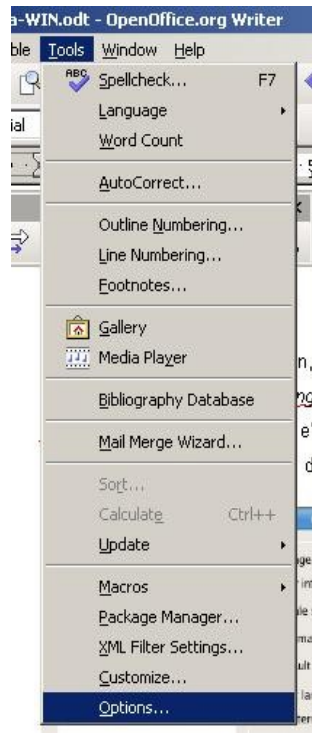 a-WIN.odt - OpenOffice.org Writer
ble Tools Window Help
ABC Spellcheck... F7
ial
Language
Word Count
AutoCorrect...
Outline Numbering...
Line Numbering...
Footnotes...
Gallery
Media Player
n,
Bibliography Database
e'
Mail Merge Wizard...
d
Sort...
Calculate Ctrl++
Update
Macros
Package Manager...
XML Filter Settings...
Customize...
Options...